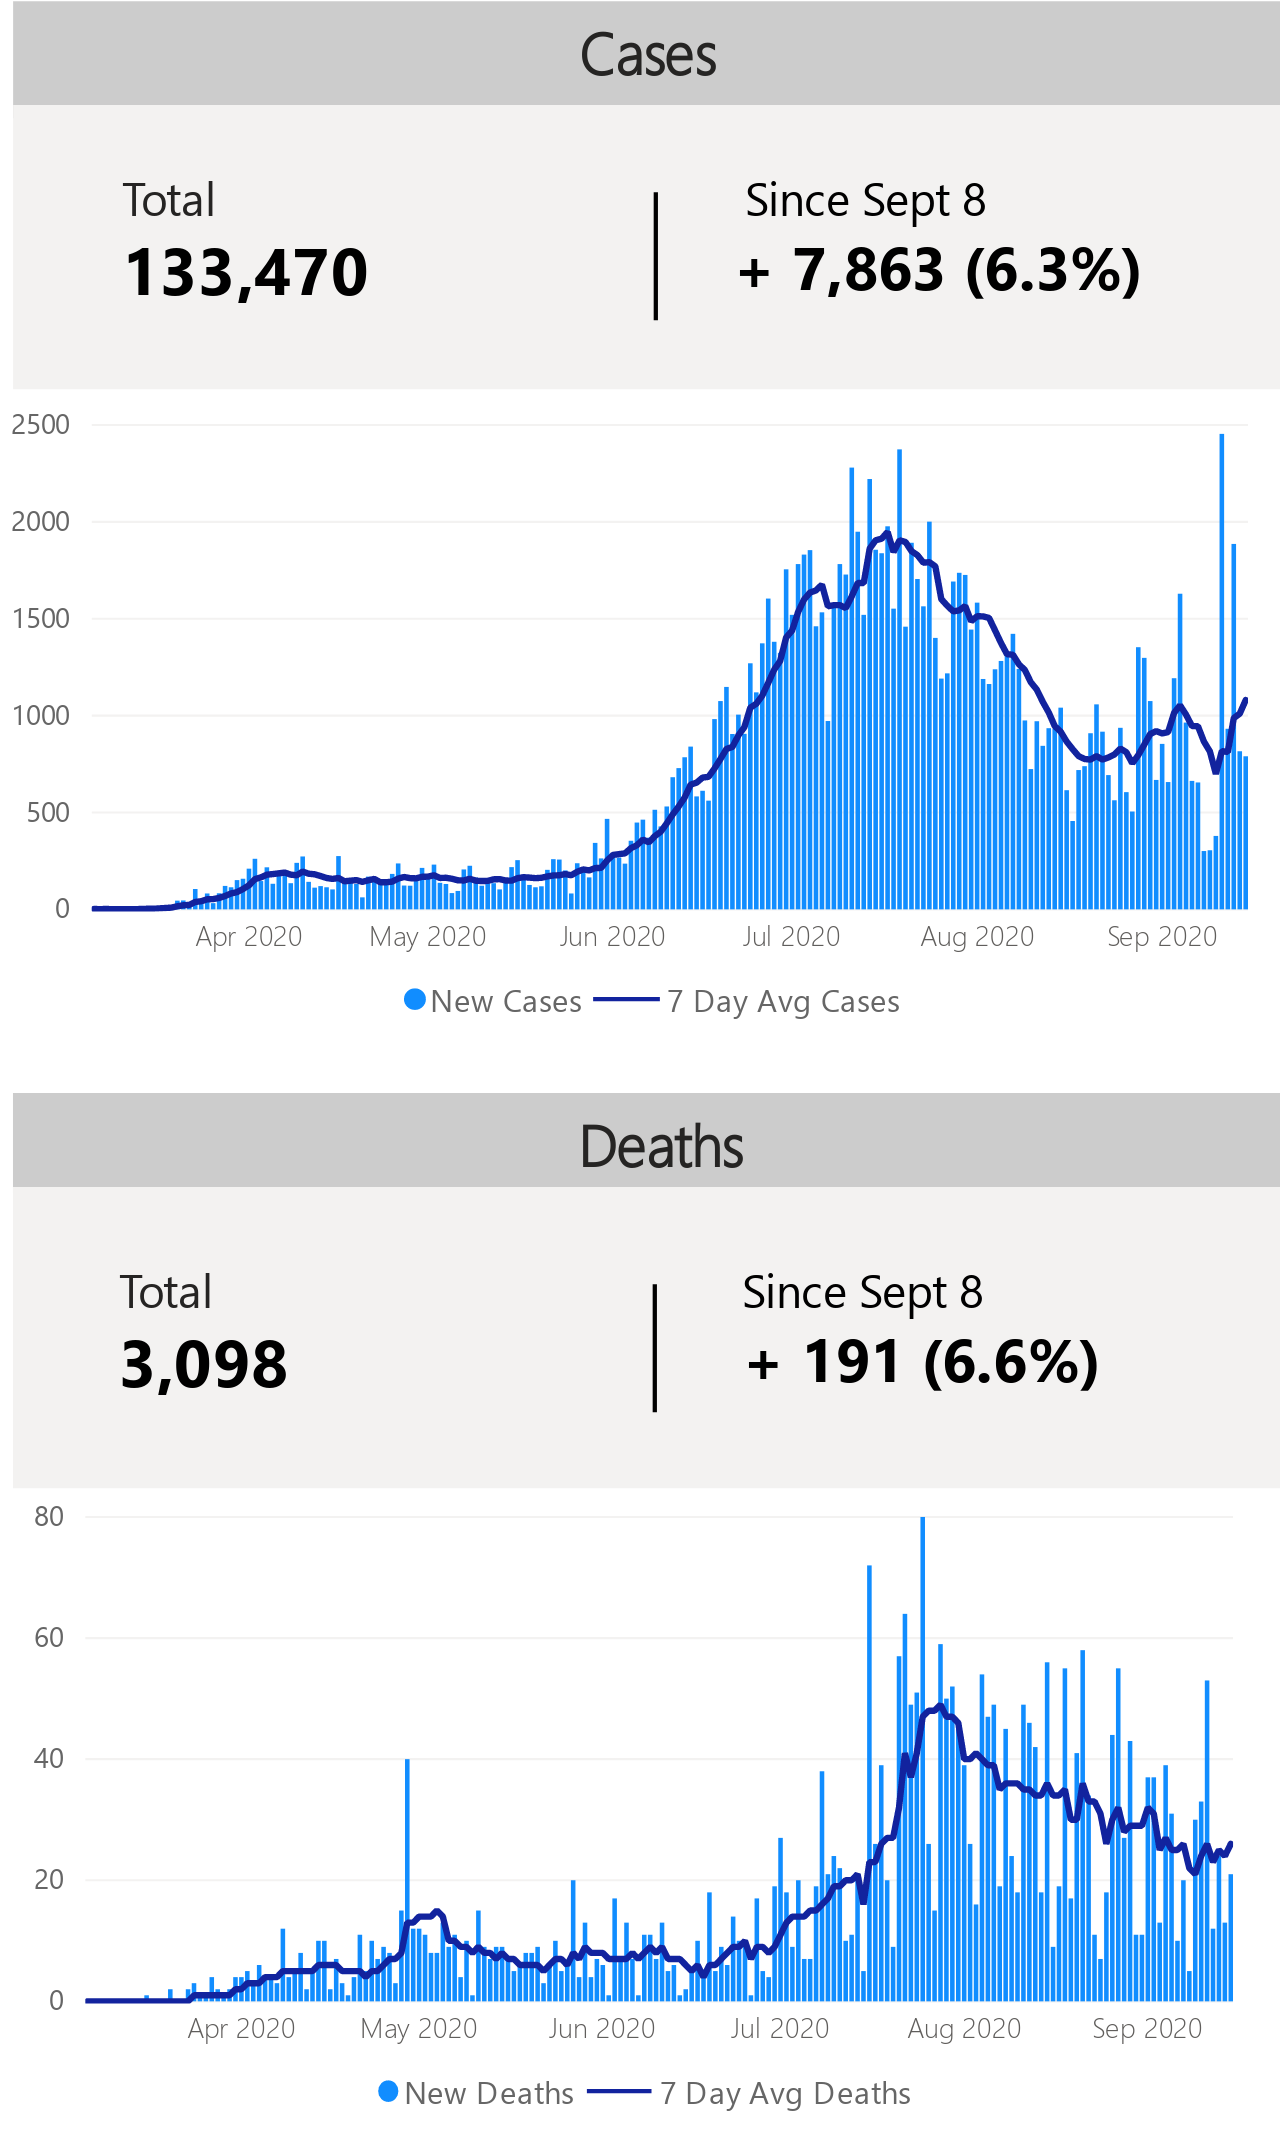 Cases
Total
Since Sept 8
133,470
+ 7,863 (6.3%)
2500
2000
1500
1000
500
0
Apr 2020
May 2020
Jun 2020
Jul 2020
Aug 2020
Sep 2020
New Cases
7 Day Avg Cases
Deaths
Total
Since Sept 8
3,098
+ 191 (6.6%)
80
60
40
20
0
Apr 2020
May 2020
Jun 2020
Jul 2020
Aug 2020
Sep 2020
New Deaths
7 Day Avg Deaths